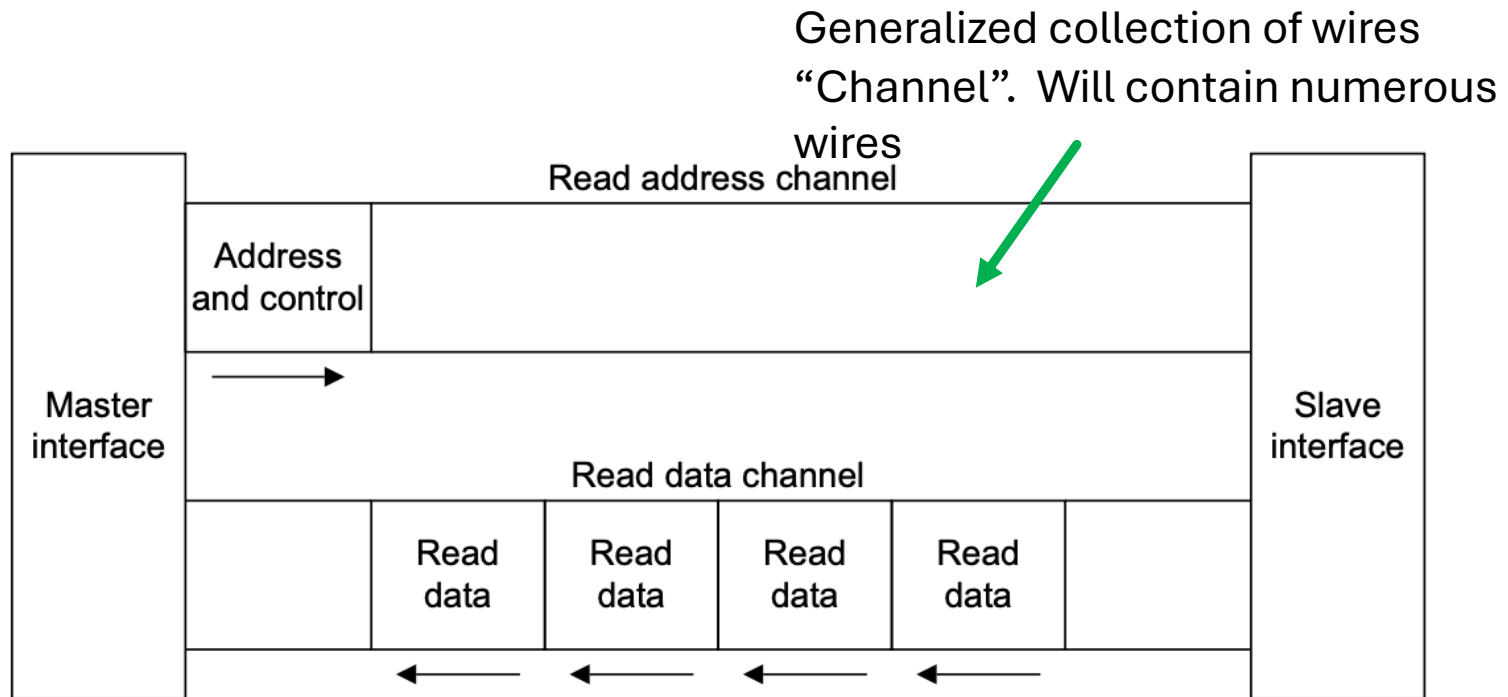 Generalized collection of wires
“Channel”.  Will contain numerous
wires
Read address channel
Address
and control
Master
interface
Slave
interface
Read data channel
Read
data
Read
data
Read
data
Read
data